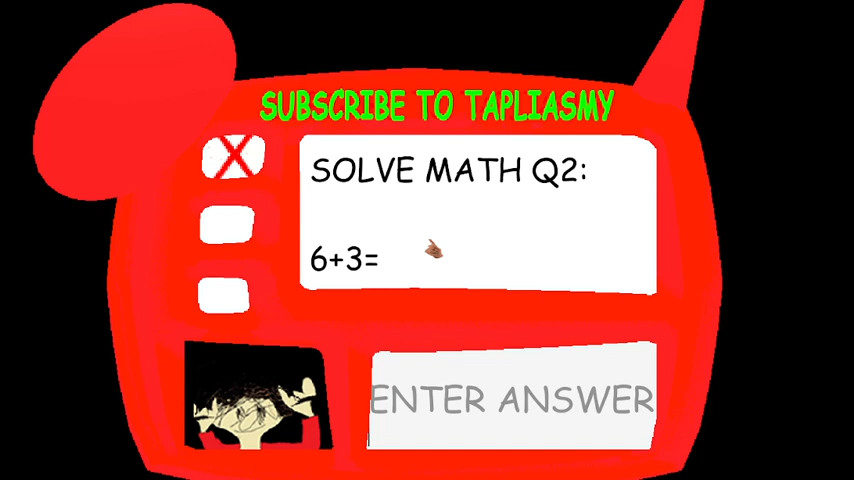 SUBSCRIBE TO TAPLIASMY
SOLVE MATH Q2:
6+3=
ENTER ANSWER